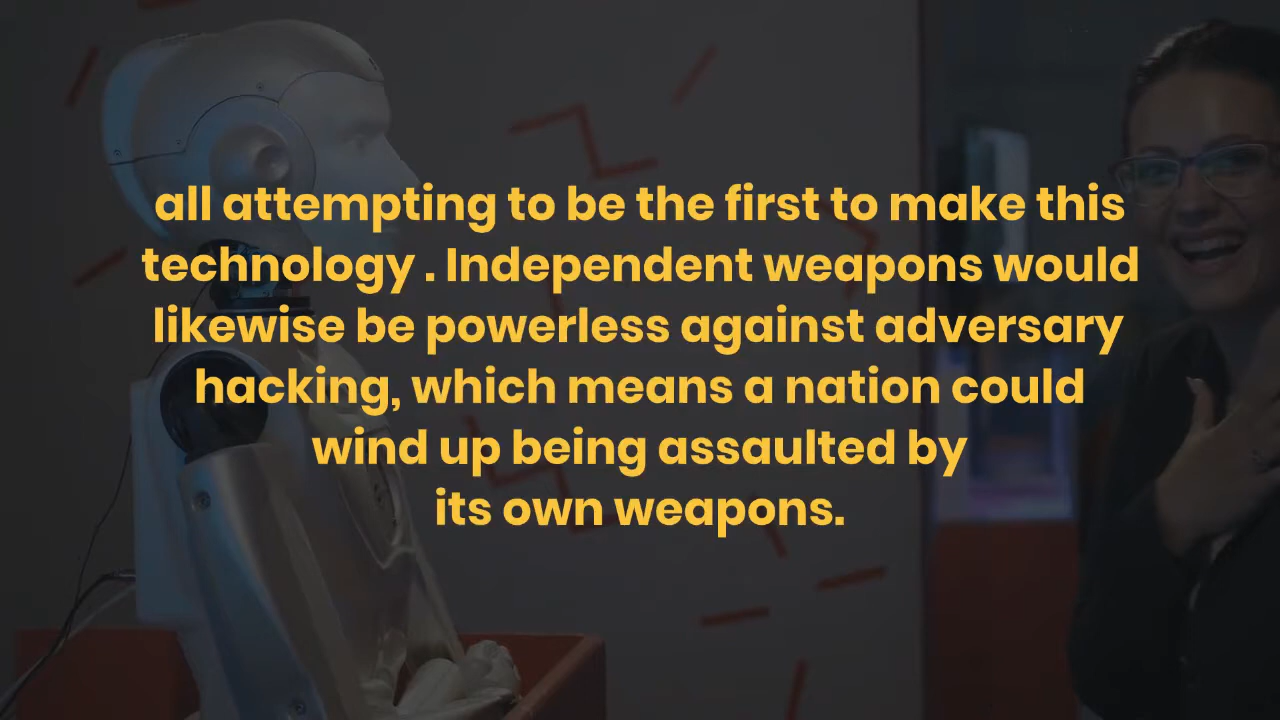 all attempting to be the first to make this
technology . Independent weapons would
likewise be powerless against adversary
hacking, which means a nation could
wind up being assaulted by
its own weapons.